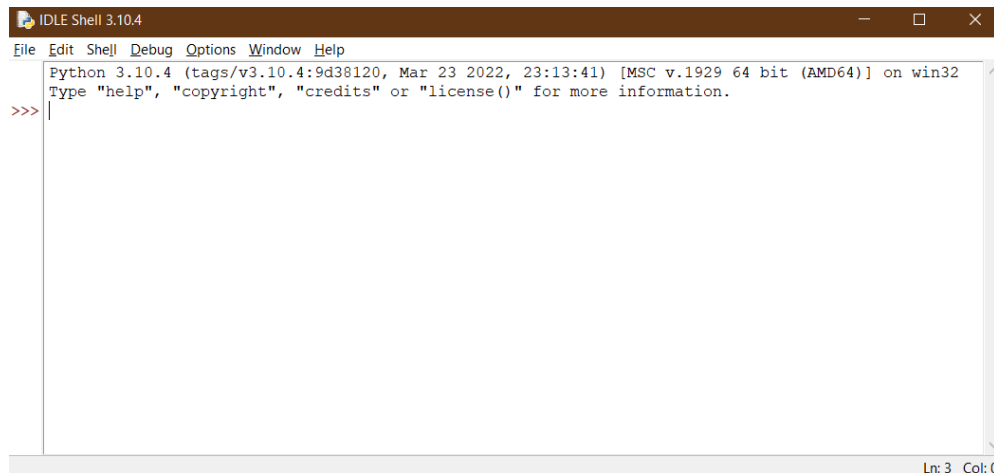 IDLE Shell 3.10.4
File Edit Shell Debug Options Window Help
Python 3.10.4 (tags/v3.10.4:9d38120, Mar 23 2022, 23:13:41) [MSC v.1929 64 bit (AMD64)] on win32
Type "help", "copyright", "credits" or "license()" for more information.
>>>
Ln: 3 Col: 0